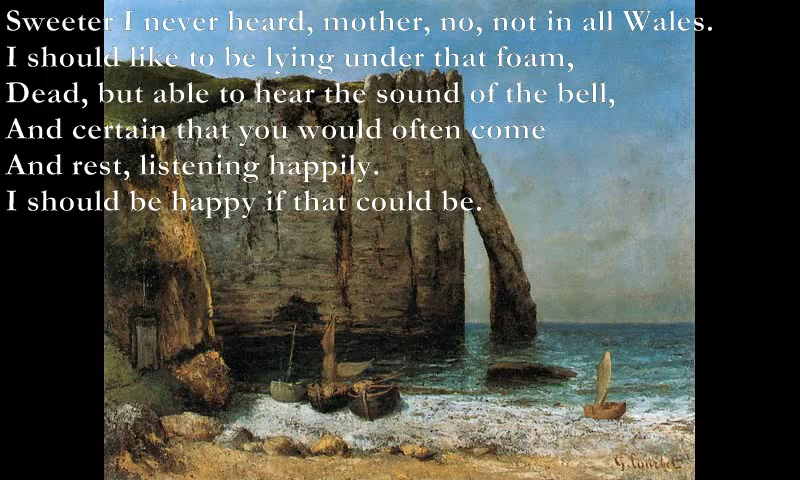 Sweeter I never heard, mother, no, not in all Wales.
I should like to be lying under that foam,
Dead, but able to hear the sound of the bell,
And certain that you would often come
And rest, listening happily.
I should be happy if that could be.
G. Courbet